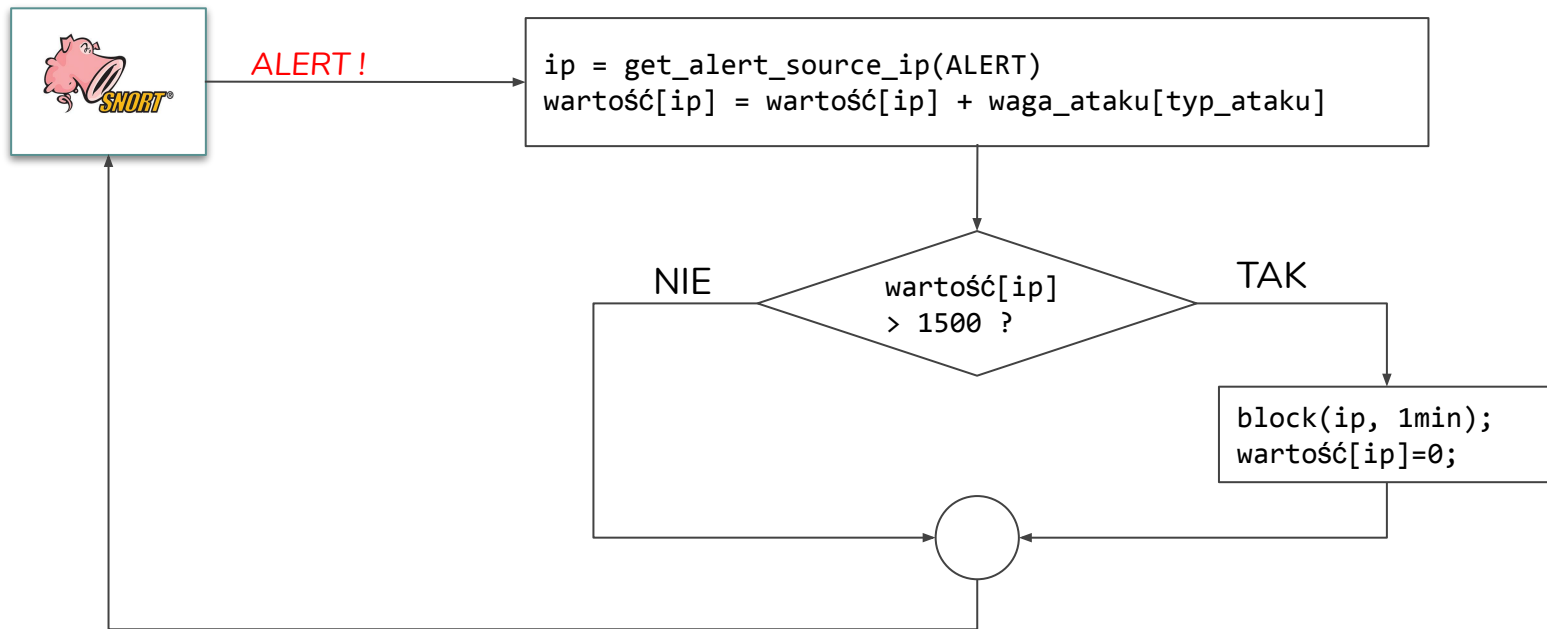 SNORT®
ALERT !
ip = get_alert_source_ip(ALERT)
wartość[ip] = wartość[ip] + waga_ataku[typ_ataku]
NIE
wartość[ip]
> 1500 ?
TAK
block(ip, 1min);
wartość[ip]=0;